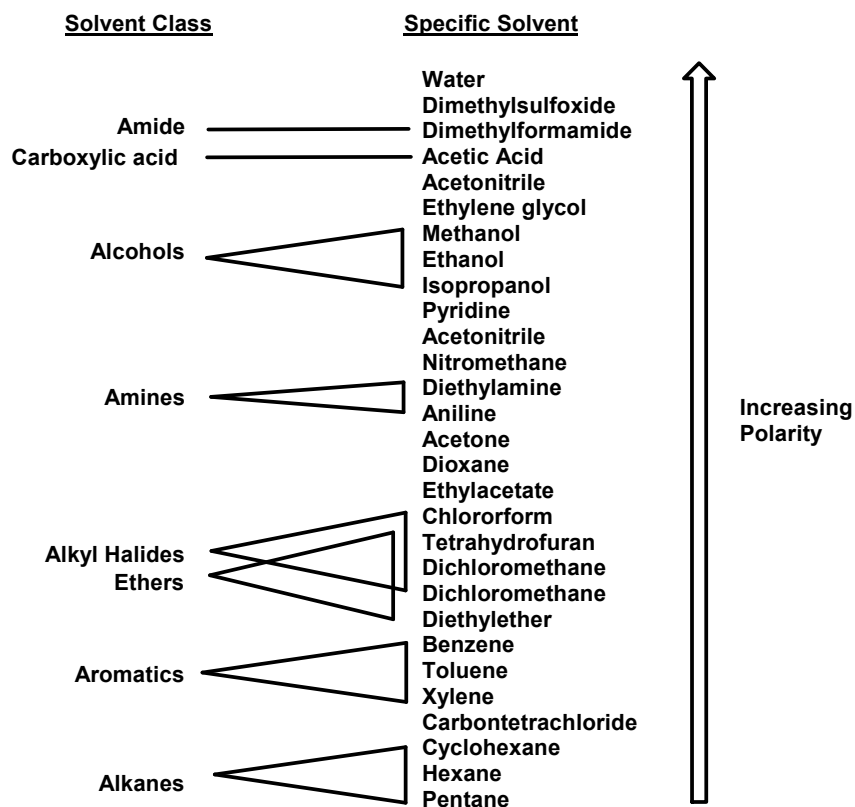 Solvent Class
Specific Solvent
Water
Dimethylsulfoxide
Amide
Dimethylformamide
Carboxylic acid
Acetic Acid
Acetonitrile
Ethylene glycol
Methanol
Alcohols
Ethanol
Isopropanol
Pyridine
Acetonitrile
Nitromethane
Diethylamine
Amines
Aniline
Increasing
Polarity
Acetone
Dioxane
Ethylacetate
Chlororform
Tetrahydrofuran
Alkyl Halides
Dichloromethane
Ethers
Dichloromethane
Diethylether
Benzene
Aromatics
Toluene
Xylene
Carbontetrachloride
Cyclohexane
Alkanes
Hexane
Pentane